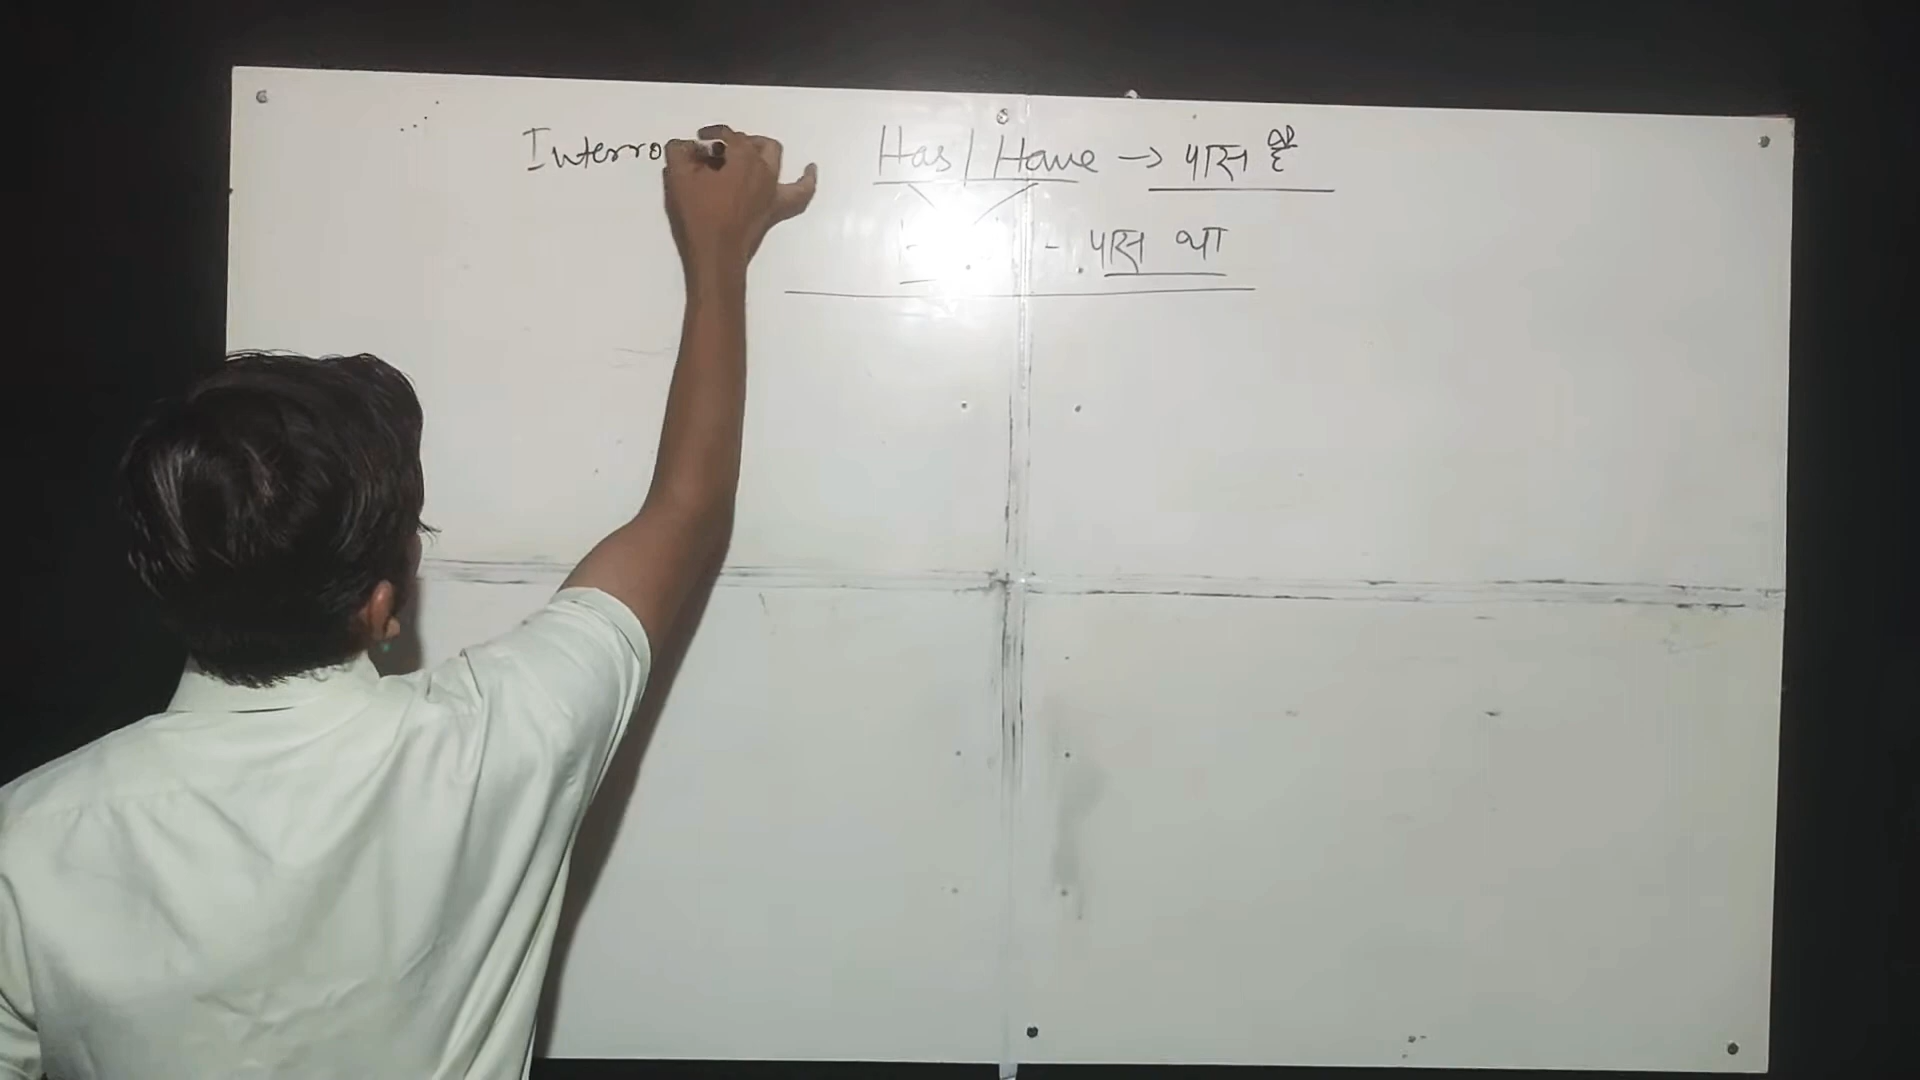 Interro Has / Have → पास है
- पास था